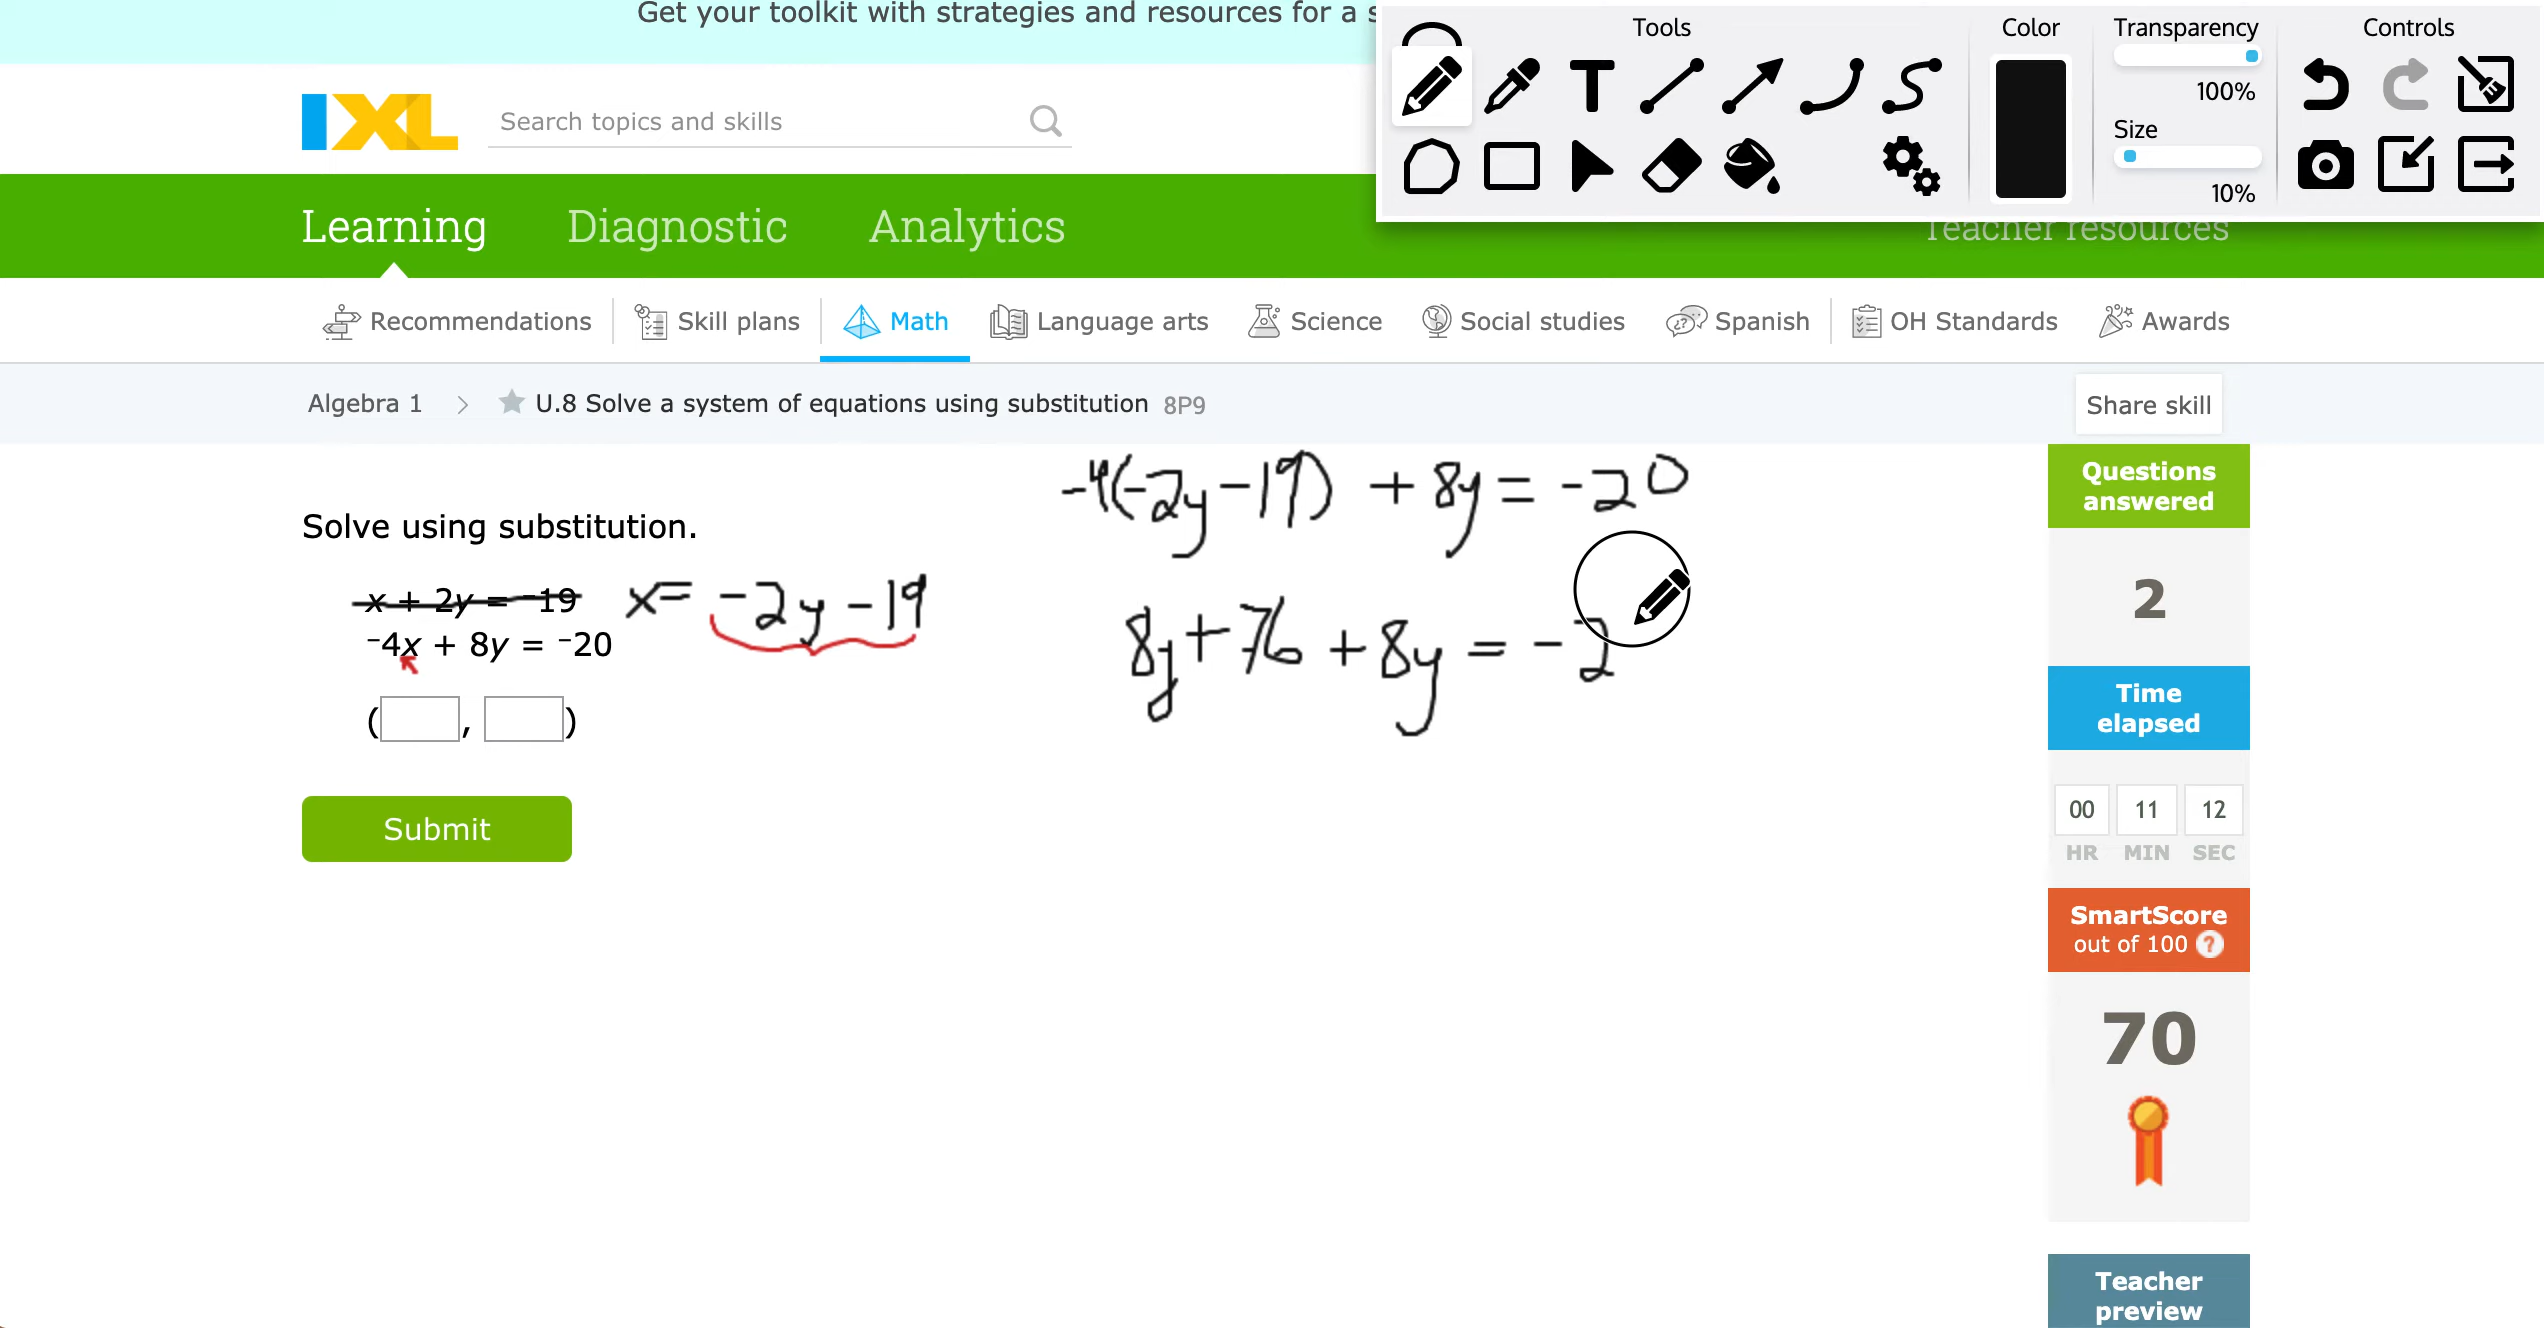 Get your toolkit with strategies and resources for a s
Tools
Color
Transparency
Controls
100%
Size
10%
IXL
Search topics and skills
Learning
Diagnostic
Analytics
Teacher resources
Recommendations
Skill plans
Math
Language arts
Science
Social studies
Spanish
OH Standards
Awards
Algebra 1 > U.8 Solve a system of equations using substitution 8P9
Share skill
-4(-2y-19) +8y = -20
Solve using substitution.
x + 2y = ⁻19
x = -2y - 19
⁻4x + 8y = ⁻20
8y+76 +8y = -2
( , )
Submit
Questions
answered
2
Time
elapsed
00 11 12
HR MIN SEC
SmartScore
out of 100 ?
70
Teacher
preview